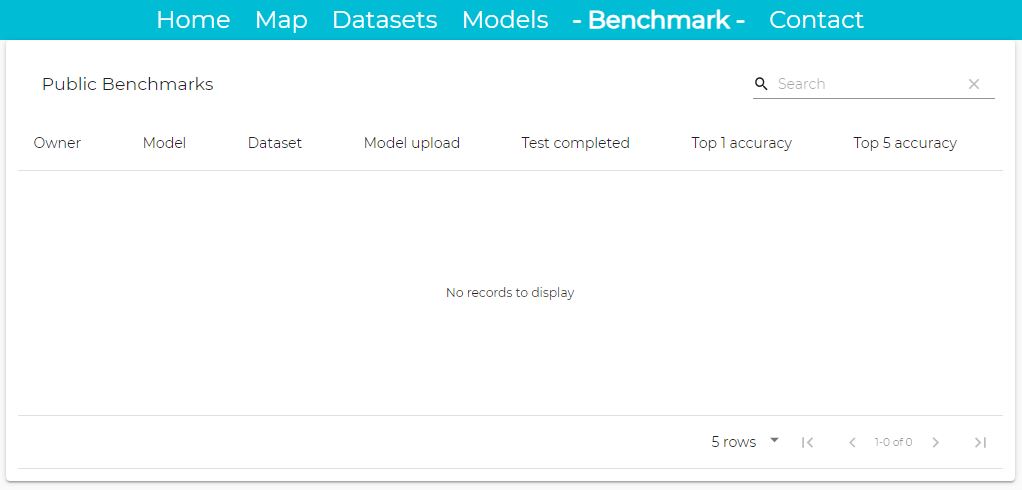 Home Map Datasets Models - Benchmark - Contact
Public Benchmarks Search
Owner Model Dataset Model upload Test completed Top 1 accuracy Top 5 accuracy
No records to display
5 rows 1-0 of 0